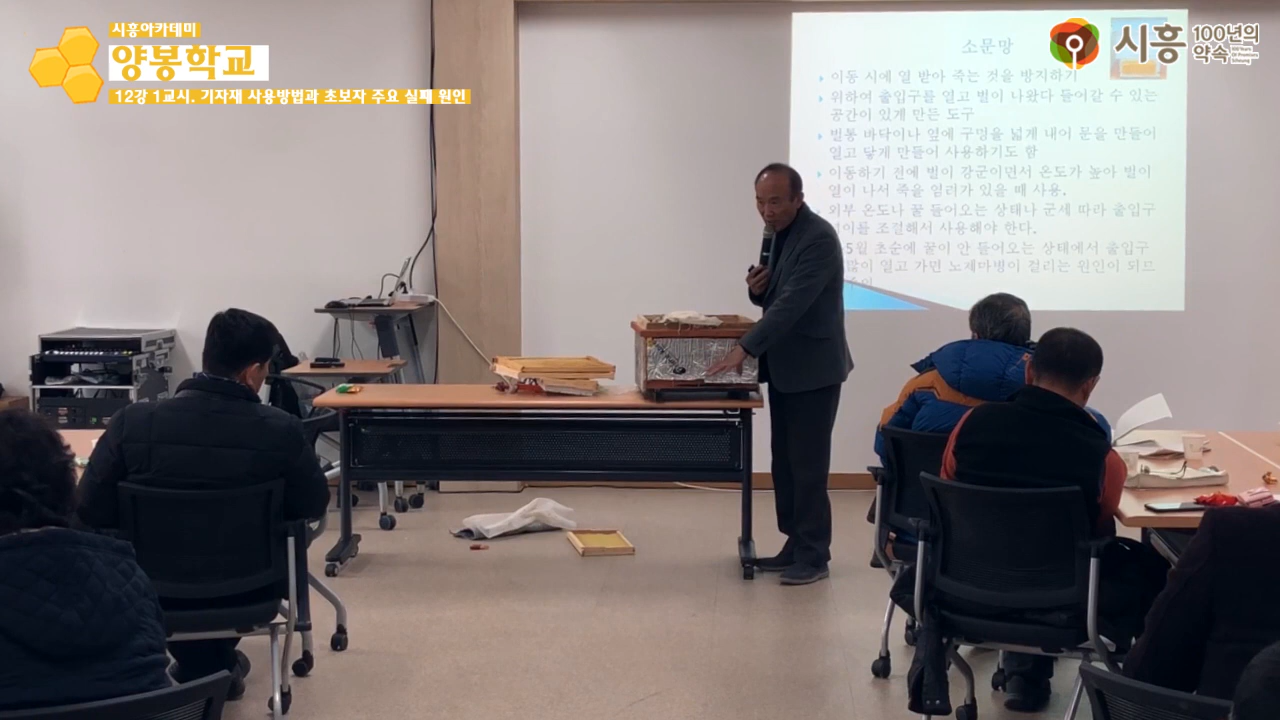 시흥아카데미
양봉학교
12강 1교시. 기자재 사용방법과 초보자 주요 실패 원인
시흥
100년의
약속
소문망
이동 시에 열 받아 죽는 것을 방지하기
위하여 출입구를 열고 벌이 나왔다 들어갈 수 있는
공간이 있게 만든 도구
벌통 바닥이나 옆에 구멍을 넓게 내어 문을 만들어
열고 닿게 만들어 사용하기도 함
이동하기 전에 벌이 강군이면서 온도가 높아 벌이
열이 나서 죽을 염려가 있을 때 사용,
외부 온도나 꿀 들어오는 상태나 군세 따라 출입구
조절해서 사용해야 한다.
5월 초순에 꿀이 안 들어오는 상태에서 출입구
많이 열고 가면 노제마병이 걸리는 원인이 되므